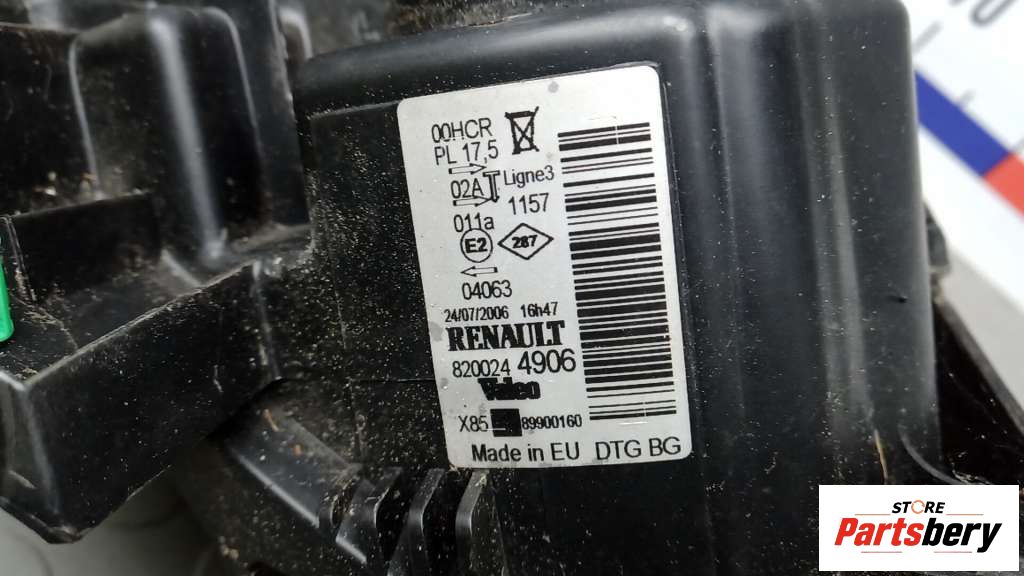 00HCR
PL 17,5
02A Ligne3
1157
011a
E2 287
04063
24/07/2006 16h47
RENAULT
820024 4906
Valeo
X85 89900160
Made in EU DTG BG
STORE
Partsbery